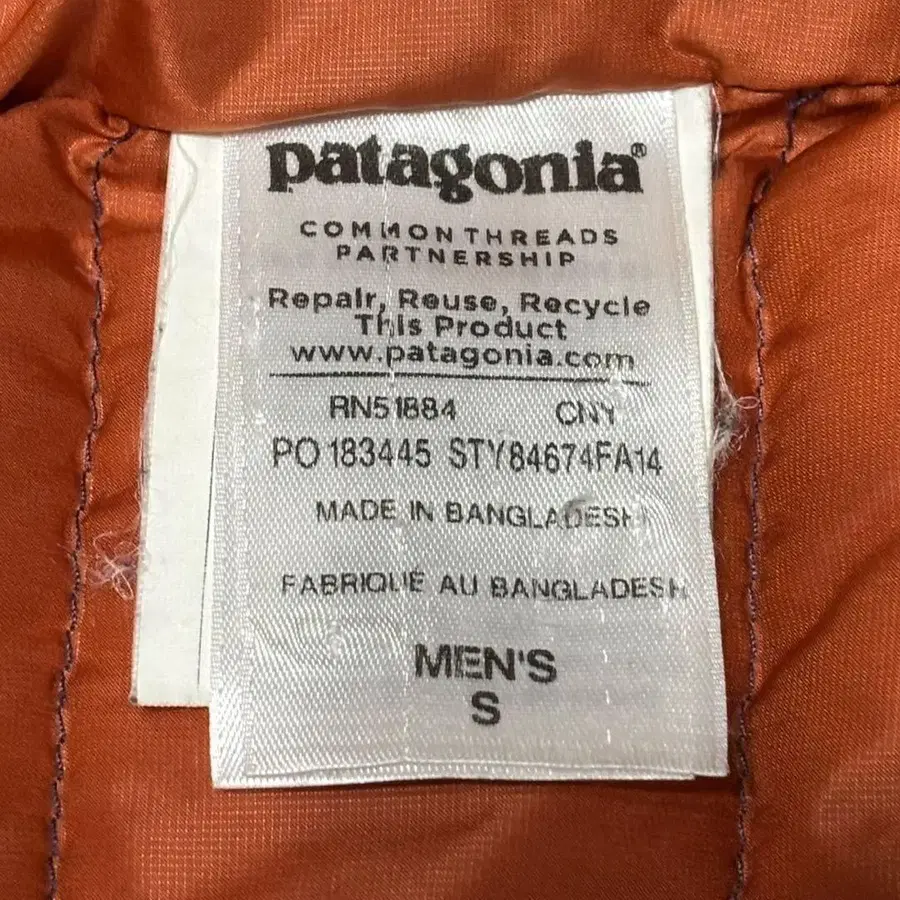 patagonia®
COMMON THREADS
PARTNERSHIP
Repair, Reuse, Recycle
This Product
www.patagonia.com
RN51884 CNY
PO 183445 STY84674FA14
MADE IN BANGLADESH
FABRIQUE AU BANGLADESH
MEN'S
S